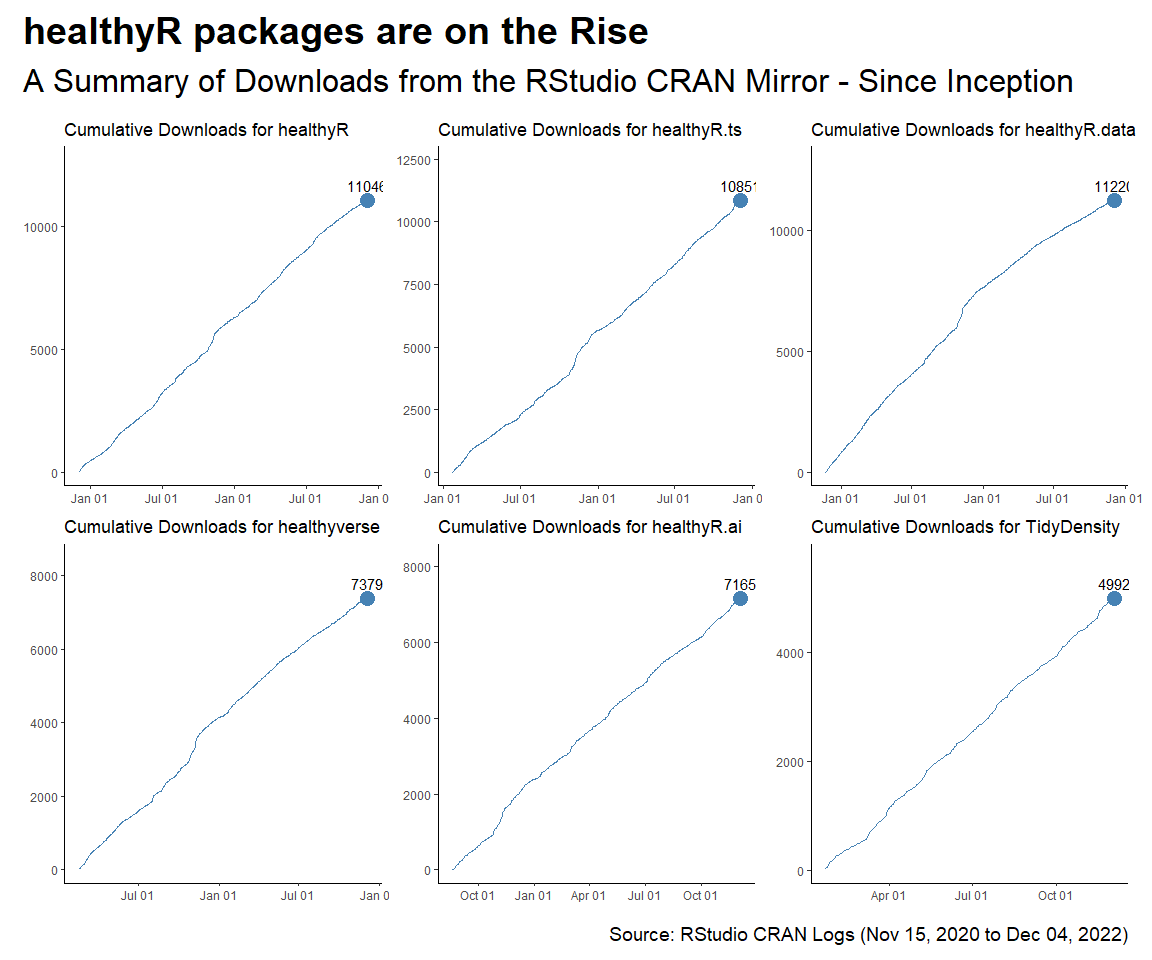 healthyR packages are on the Rise
A Summary of Downloads from the RStudio CRAN Mirror - Since Inception
Cumulative Downloads for healthyR
11046
10000
5000
0
Jan 01 Jul 01 Jan 01 Jul 01 Jan 0
Cumulative Downloads for healthyR.ts
12500
10851
10000
7500
5000
2500
0
Jan 01 Jul 01 Jan 01 Jul 01 Jan 0
Cumulative Downloads for healthyR.data
11220
10000
5000
0
Jan 01 Jul 01 Jan 01 Jul 01 Jan 01
Cumulative Downloads for healthyverse
8000
7379
6000
4000
2000
0
Jul 01 Jan 01 Jul 01 Jan 0
Cumulative Downloads for healthyR.ai
8000
7165
6000
4000
2000
0
Oct 01 Jan 01 Apr 01 Jul 01 Oct 01
Cumulative Downloads for TidyDensity
4992
4000
2000
0
Apr 01 Jul 01 Oct 01
Source: RStudio CRAN Logs (Nov 15, 2020 to Dec 04, 2022)